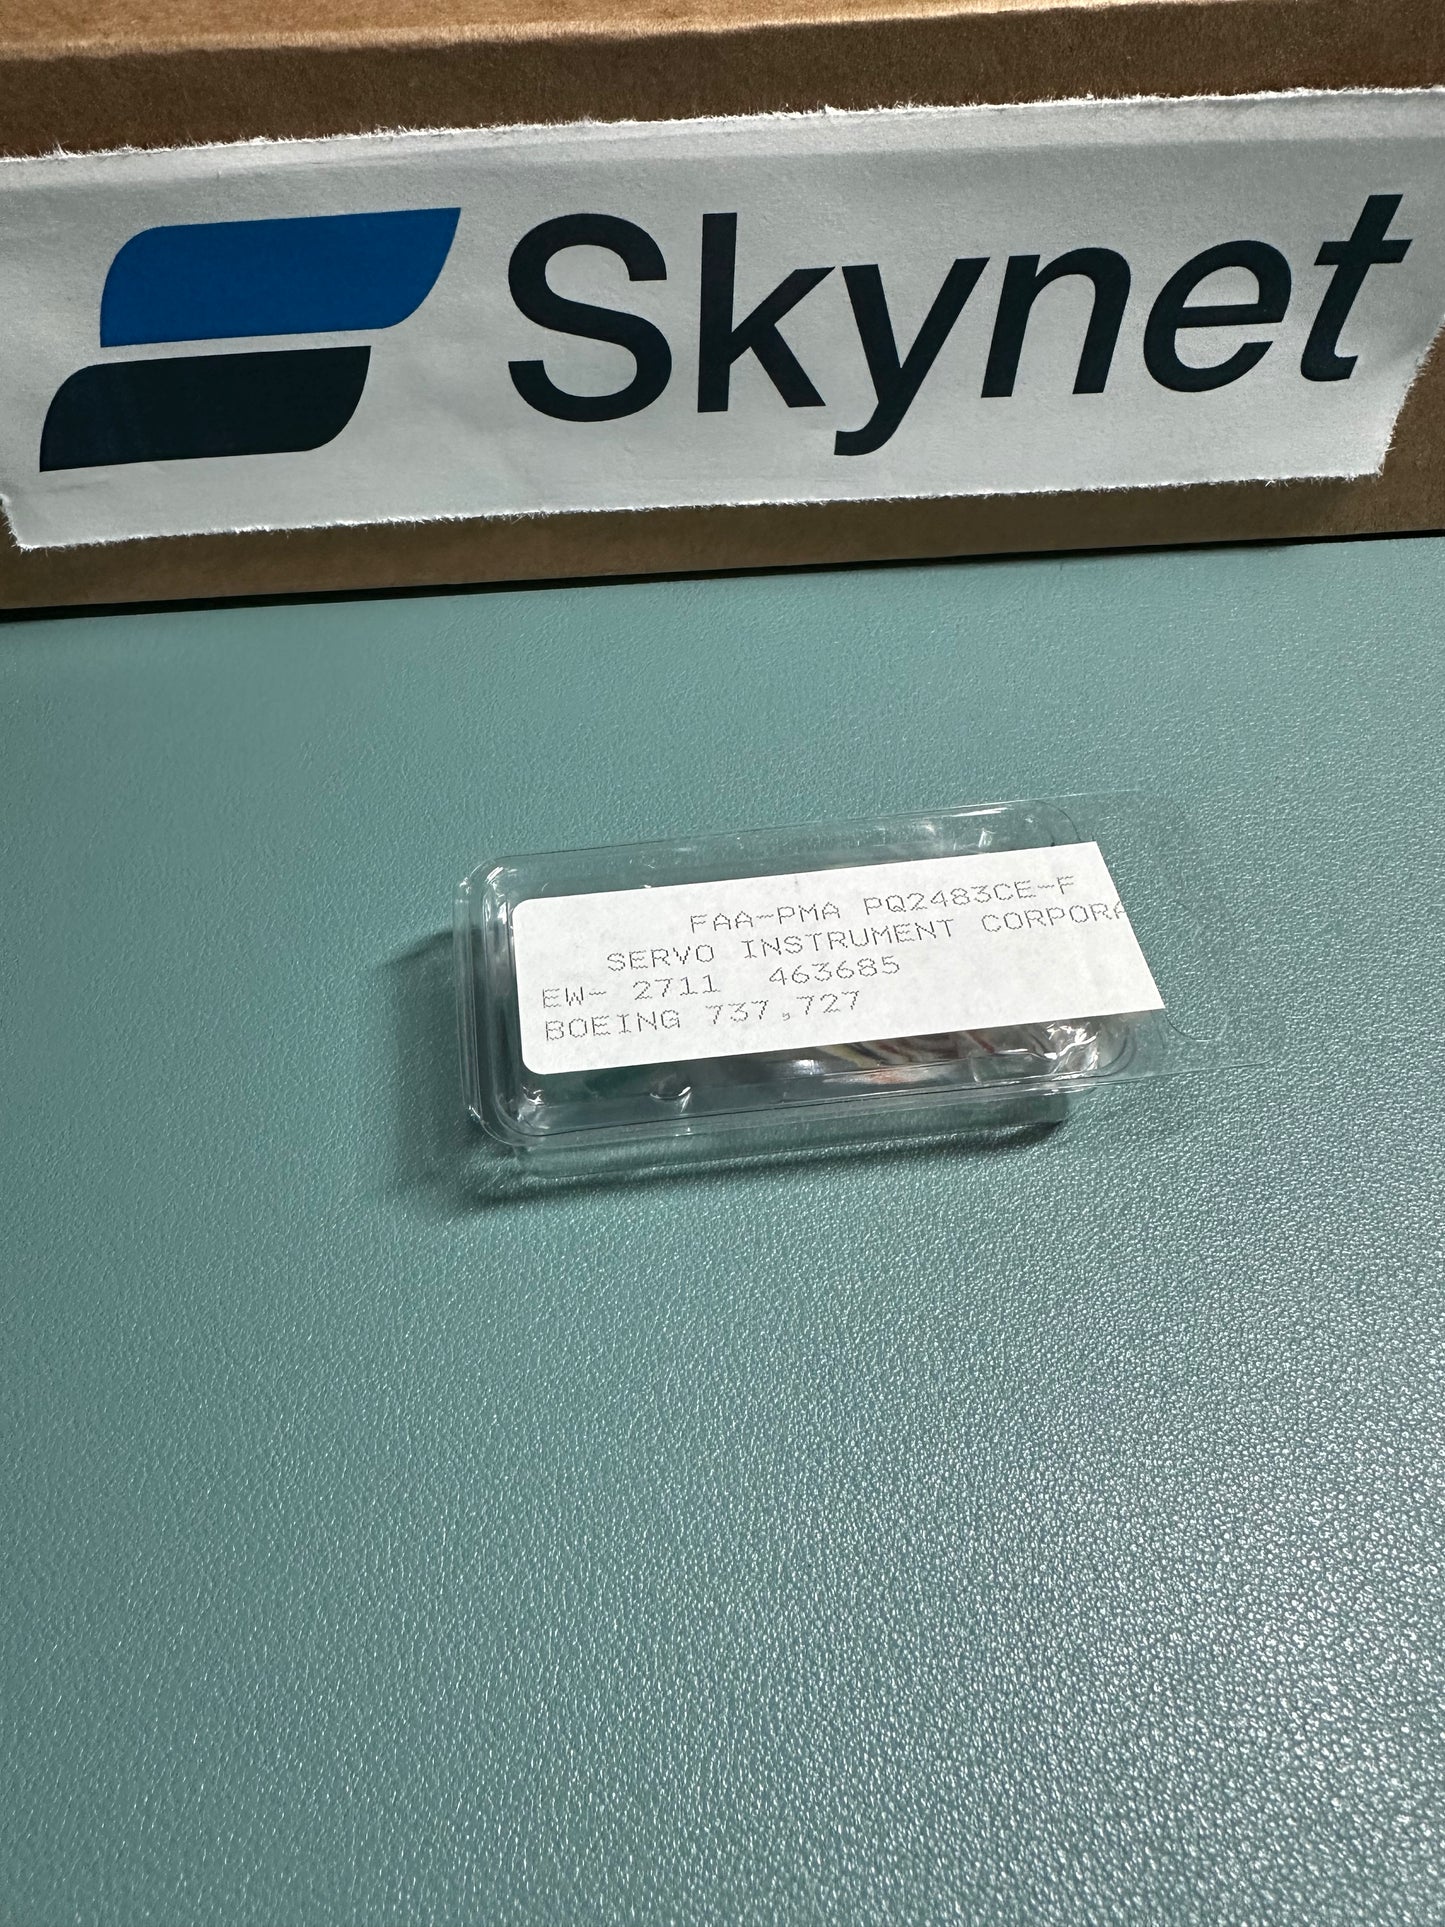 Skynet
FAA-PMA PQ2483CE-F
SERVO INSTRUMENT CORPORA
EW- 2711 463685
BOEING 737,727